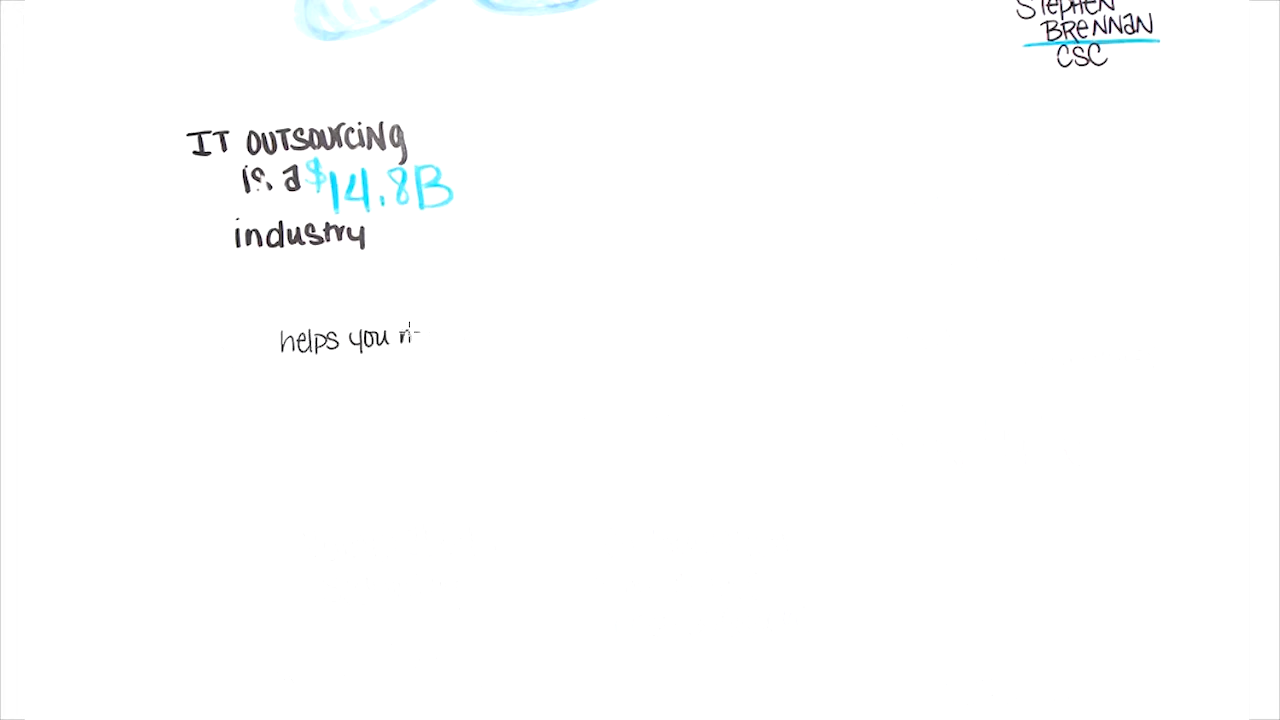 STEPHEN
BRENNAN
CSC
IT OUTSOURCING
is a $14.8B
industry
helps you